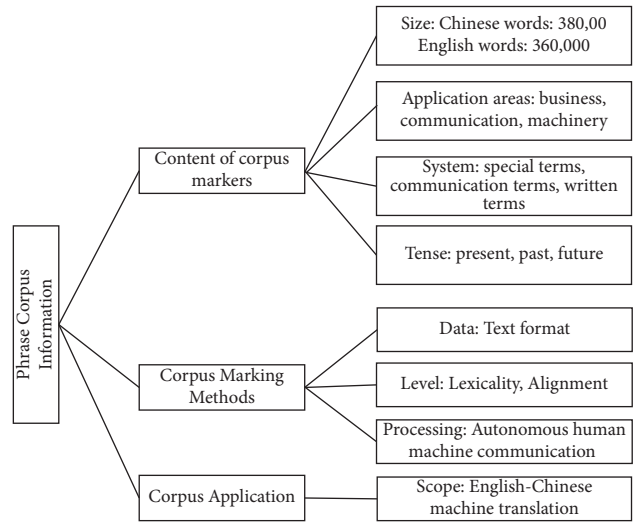 Phrase Corpus
Information
Content of corpus
markers
Size: Chinese words: 380,00
English words: 360,000
Application areas: business,
communication, machinery
System: special terms,
communication terms, written
terms
Tense: present, past, future
Corpus Marking
Methods
Data: Text format
Level: Lexicality, Alignment
Processing: Autonomous human
machine communication
Corpus Application
Scope: English-Chinese
machine translation